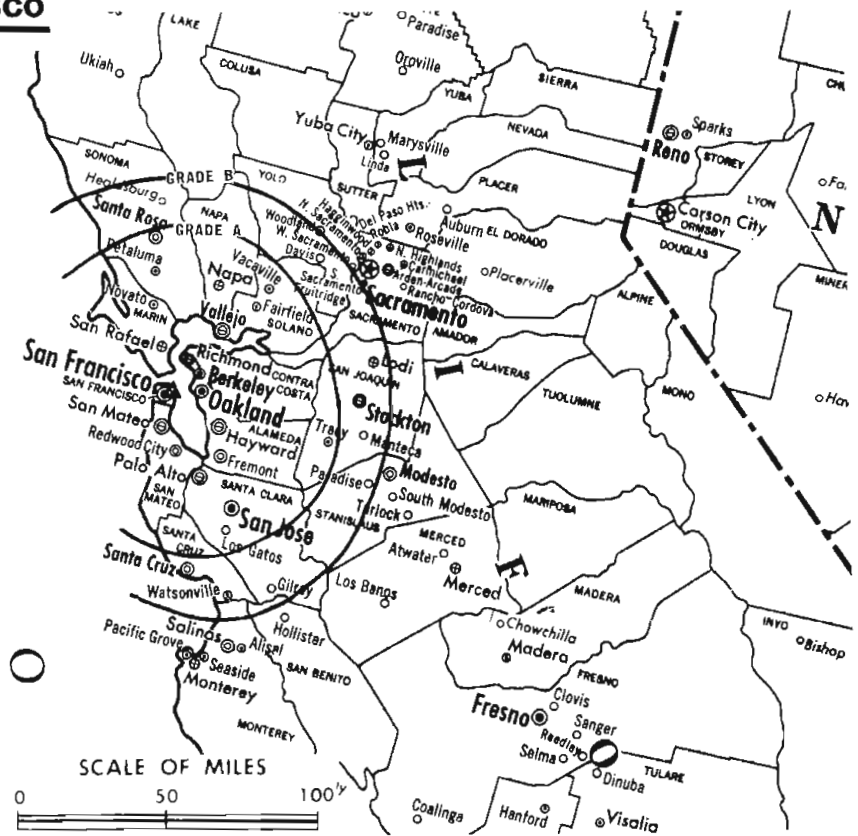 SCO
LAKE
Paradise
Ukiah
Oroville
COLUSA
SIERRA
YUBA
Yuba City
Marysville
Linda
NEVADA
Sparks
Reno
STOREY
SONOMA
Healdsburg
GRADE B
YOLO
SUTTER
PLACER
LYON
Santa Rosa
NAPA
GRADE A
Woodland
W. Sacramento
Davis
Hagginwood
N. Sacramento
Del Paso Hts.
Robla
Auburn
EL DORADO
Roseville
N. Highlands
Carmichael
Arden-Arcade
Rancho Cordova
Placerville
Carson City
ORMSBY
DOUGLAS
N
L
Petaluma
Napa
Vacaville
S. Sacramento
Fruitridge
Sacramento
Novato
MARIN
Vallejo
Fairfield
SOLANO
SACRAMENTO
AMADOR
ALPINE
San Rafael
Richmond
Berkeley
CONTRA COSTA
SAN JOAQUIN
Lodi
I
CALAVERAS
MONO
San Francisco
SAN FRANCISCO
Oakland
ALAMEDA
Stockton
TUOLUMNE
San Mateo
Hayward
Tracy
Manteca
Redwood City
Fremont
Palo Alto
Paradise
Modesto
SAN MATEO
SANTA CLARA
STANISLAUS
South Modesto
Turlock
MARIPOSA
San Jose
SANTA CRUZ
Los Gatos
MERCED
Atwater
Merced
F
Santa Cruz
Watsonville
Gilroy
Los Banos
MADERA
Chowchilla
Madera
INYO
Bishop
Salinas
Alisal
Hollister
Pacific Grove
Seaside
Monterey
SAN BENITO
MONTEREY
FRESNO
Clovis
Fresno
Sanger
Reedley
Selma
Dinuba
TULARE
O
O
SCALE OF MILES
0 50 100
Coalinga
Hanford
Visalia